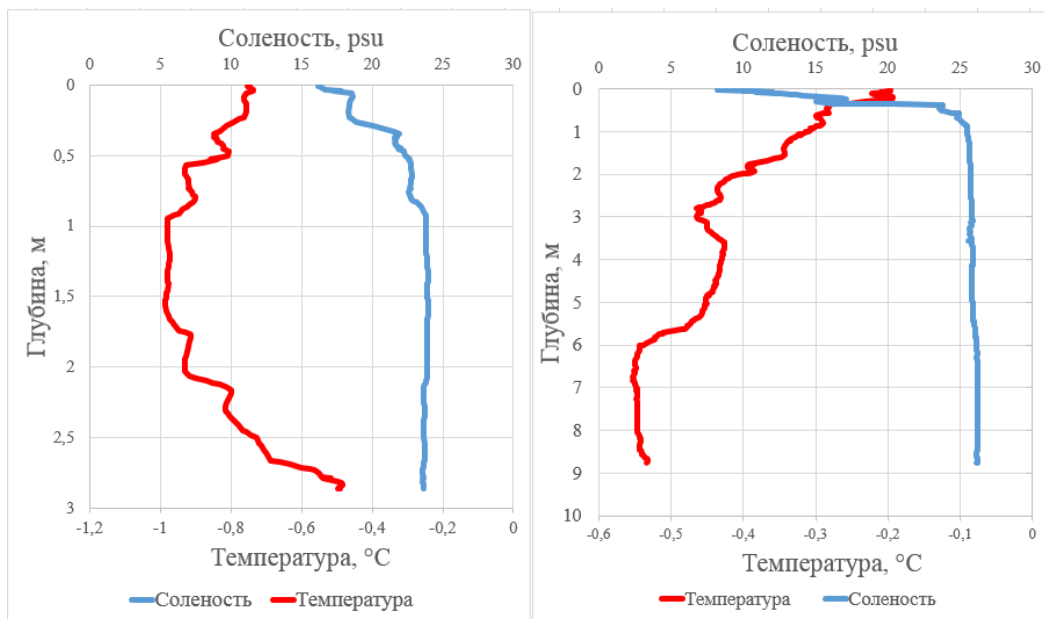 Соленость, psu
0 5 10 15 20 25 30
0
0,5
1
1,5
2
2,5
3
Глубина, м
-1,2 -1 -0,8 -0,6 -0,4 -0,2 0
Температура, °C
Соленость Температура
Соленость, psu
0 5 10 15 20 25 30
0
1
2
3
4
5
6
7
8
9
10
Глубина, м
-0,6 -0,5 -0,4 -0,3 -0,2 -0,1 0
Температура, °C
Температура Соленость